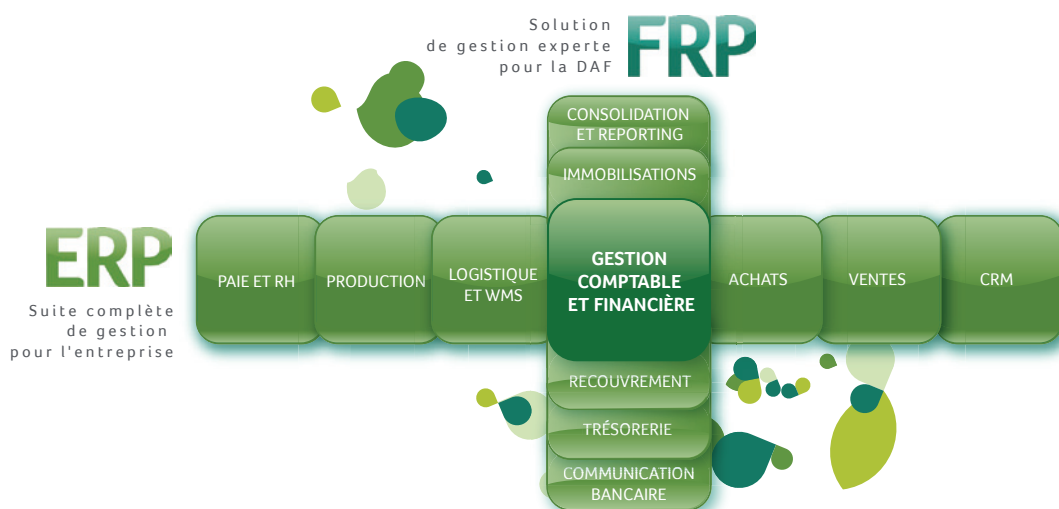 Solution
de gestion experte
pour la DAF
FRP
CONSOLIDATION
ET REPORTING
IMMOBILISATIONS
ERP
Suite complète
de gestion
pour l'entreprise
PAIE ET RH
PRODUCTION
LOGISTIQUE
ET WMS
GESTION
COMPTABLE
ET FINANCIÈRE
ACHATS
VENTES
CRM
RECOUVREMENT
TRÉSORERIE
COMMUNICATION
BANCAIRE